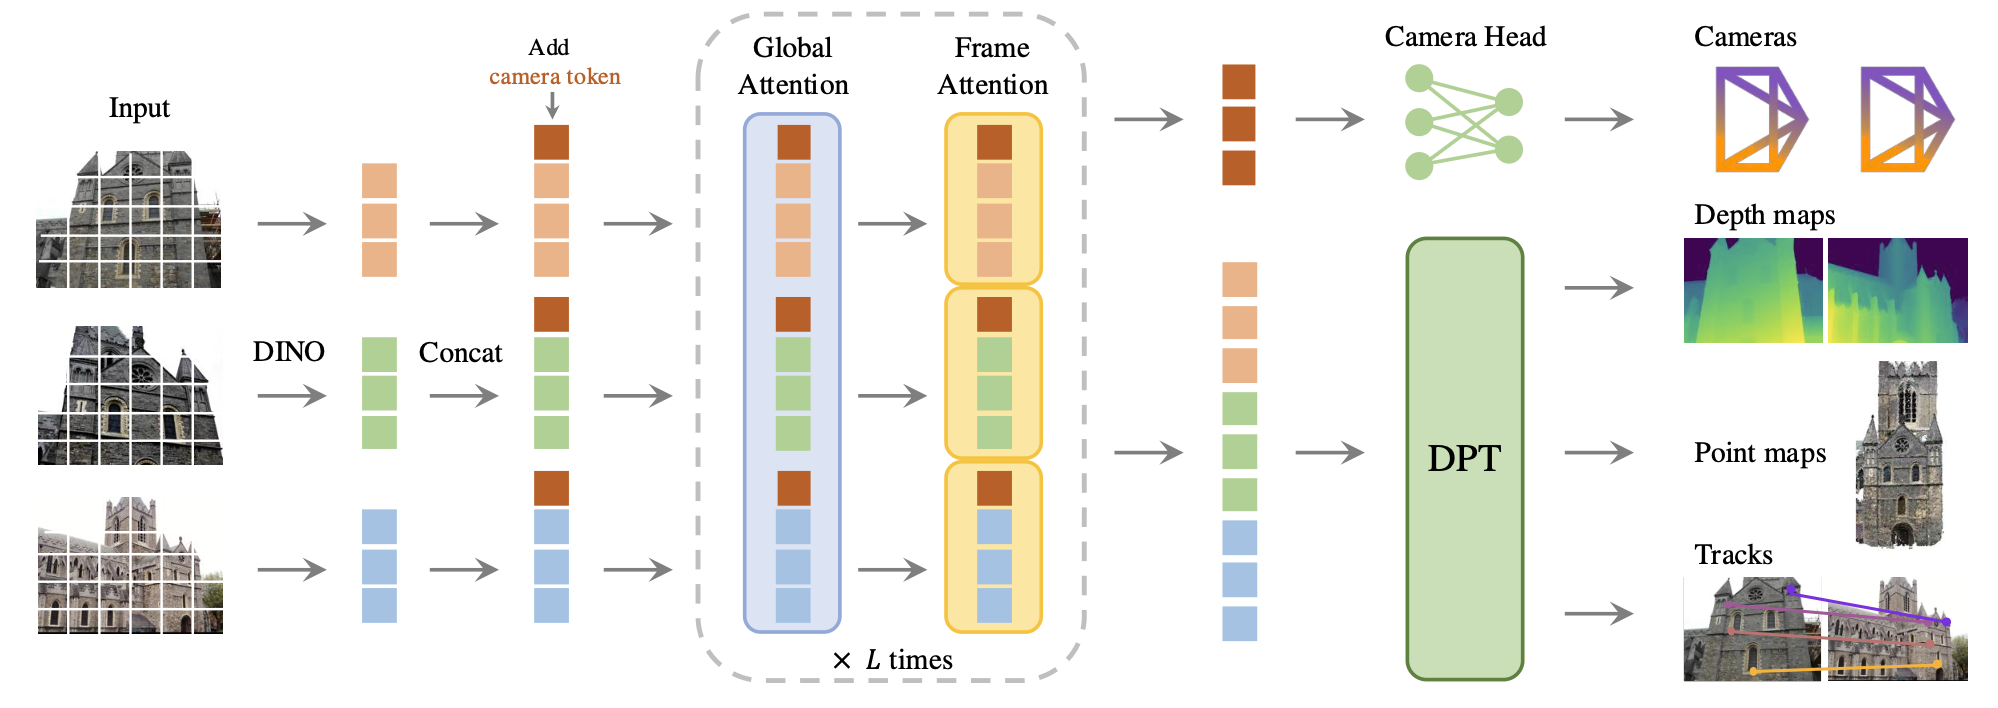 Input
DINO
Concat
Add
camera token
Global
Attention
Frame
Attention
× L times
Camera Head
DPT
Cameras
Depth maps
Point maps
Tracks